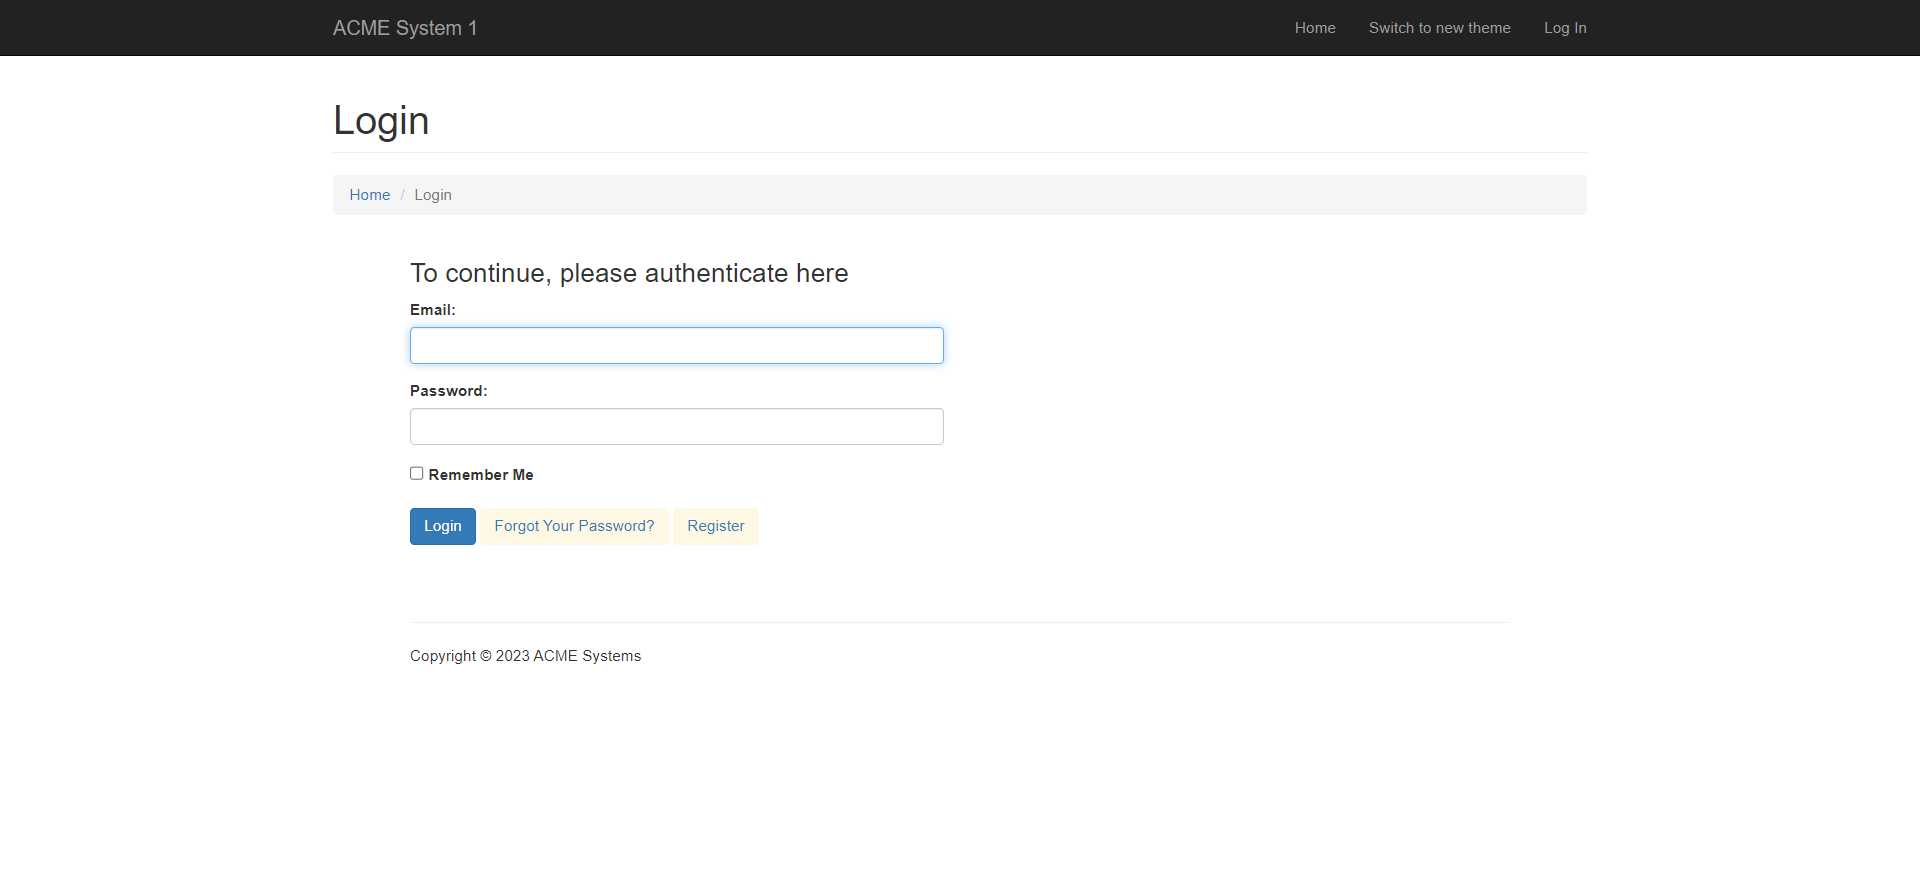 ACME System 1 Home Switch to new theme Log In
Login
Home / Login
To continue, please authenticate here
Email:
Password:
Remember Me
Login Forgot Your Password? Register
Copyright © 2023 ACME Systems